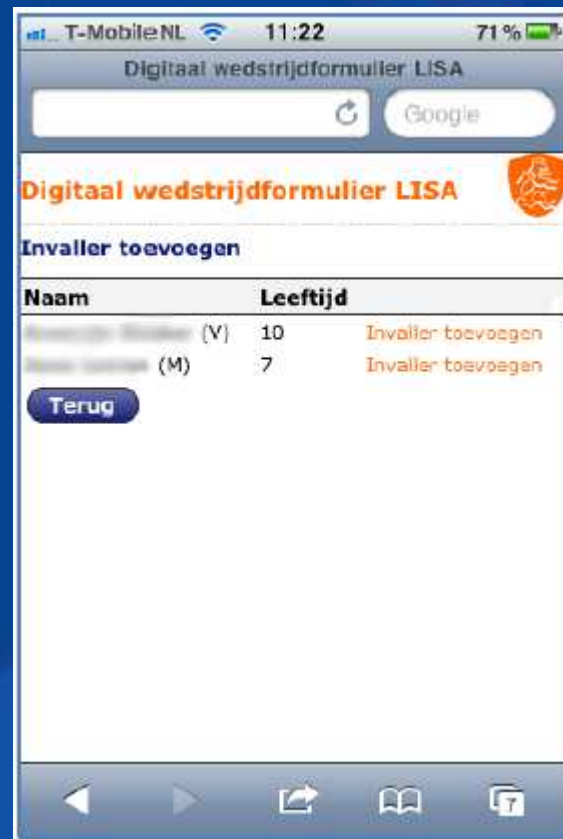 T-Mobile NL 11:22 71 %
Digitaal wedstrijdformulier LISA
Google
Digitaal wedstrijdformulier LISA
Invaller toevoegen
Naam Leeftijd
(V) 10 Invaller toevoegen
(M) 7 Invaller toevoegen
Terug
7